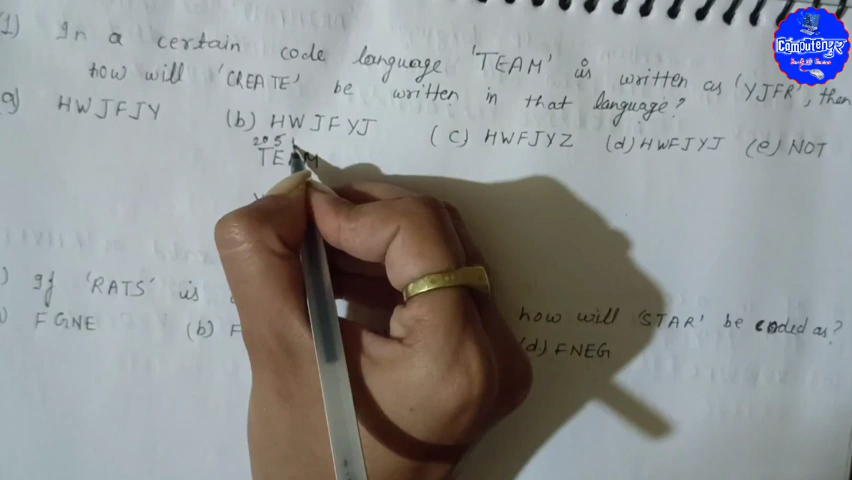 1) In a certain code language 'TEAM' is written as 'YJFR', then
how will 'CREATE' be written in that language?
a) HWJFJY (b) HWJFYJ (c) HWFJYZ (d) HWFJYJ (e) NOT
20 5
TEAM
If 'RATS' is
how will 'STAR' be coded as?
FGNE (b) F (d) FNEG
Computengr